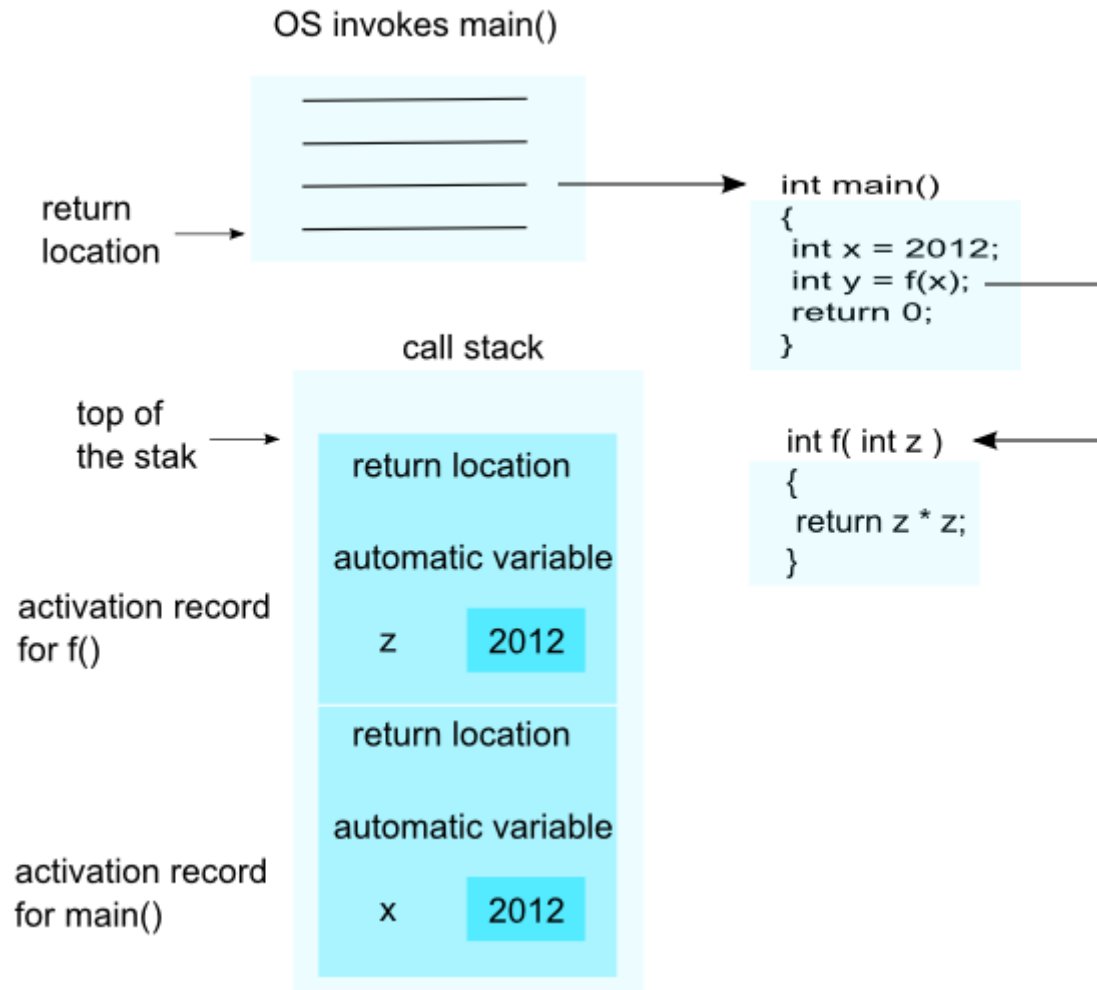 OS invokes main()
return
location
int main()
{
int x = 2012;
int y = f(x);
return 0;
}
call stack
top of
the stak
int f( int z )
{
return z * z;
}
return location
automatic variable
z 2012
activation record
for f()
return location
automatic variable
x 2012
activation record
for main()